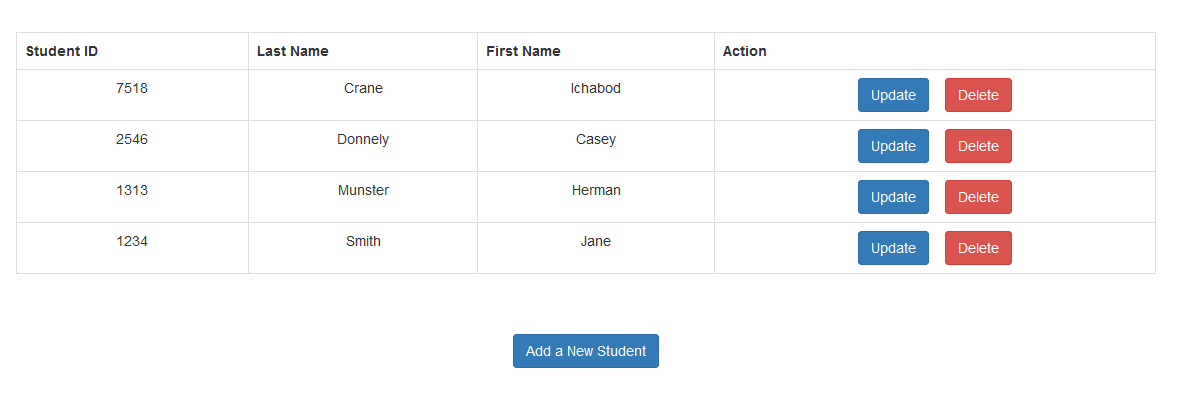 Student ID Last Name First Name Action
7518 Crane Ichabod Update Delete
2546 Donnely Casey Update Delete
1313 Munster Herman Update Delete
1234 Smith Jane Update Delete
Add a New Student